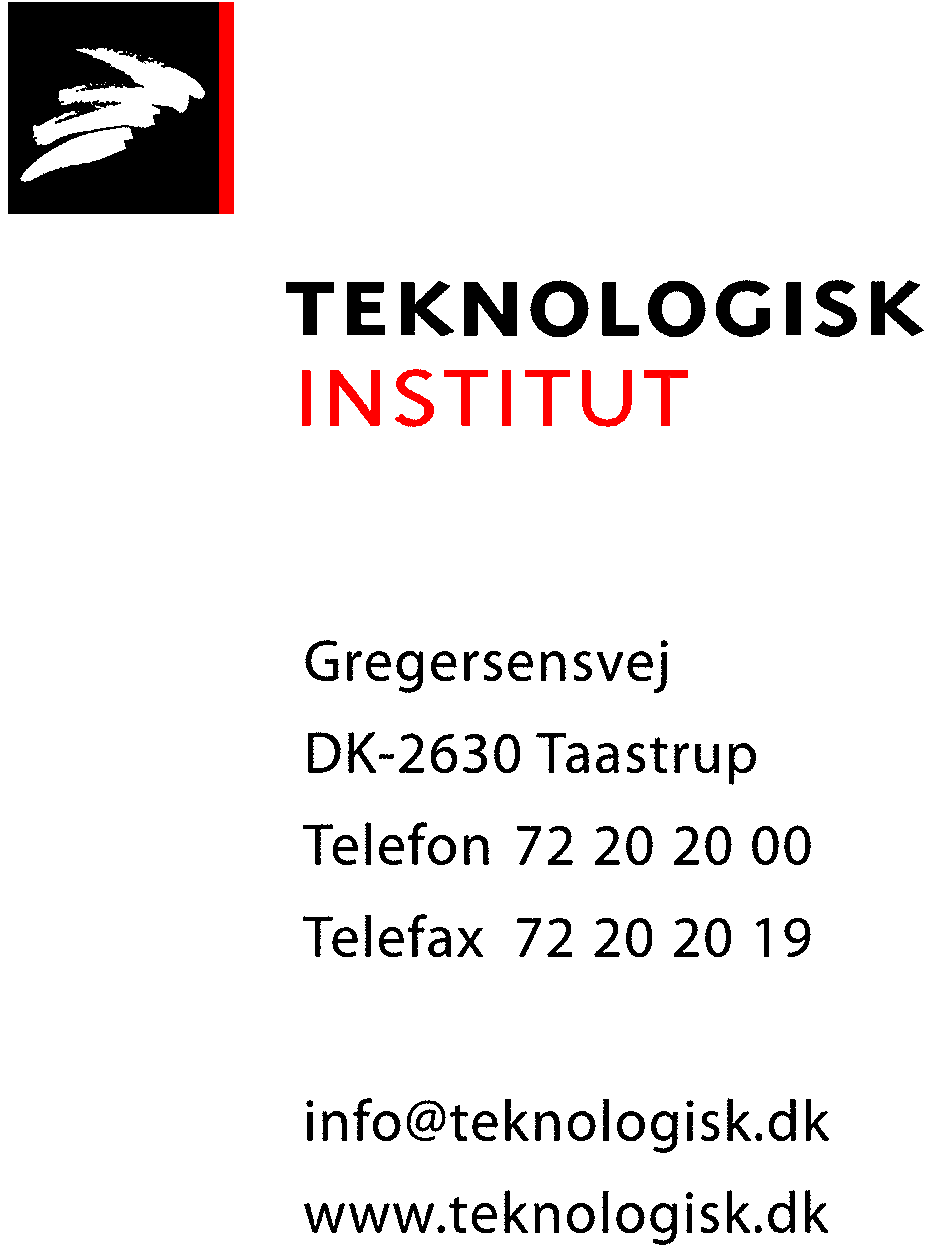 TEKNOLOGISK
INSTITUT
Gregersensvej
DK-2630 Taastrup
Telefon 72 20 20 00
Telefax 72 20 20 19
info@teknologisk.dk
www.teknologisk.dk